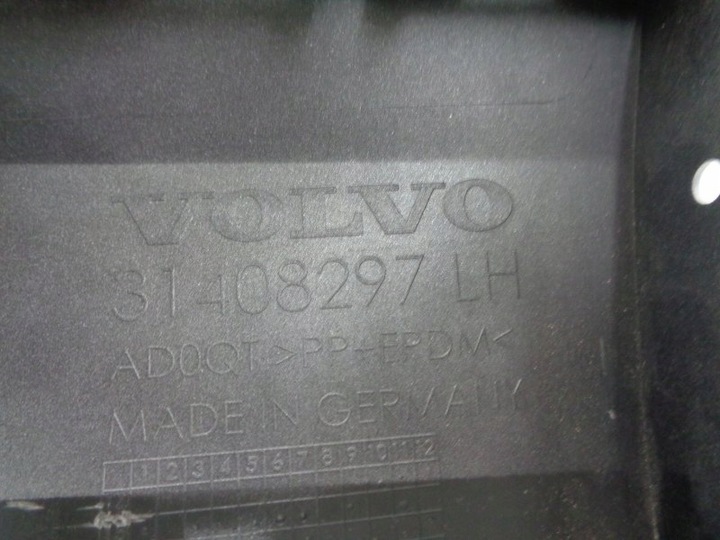 VOLVO
31408297 LH
AD0QT >PP-EPDM<
MADE IN GERMANY
1 2 3 4 5 6 7 8 9 10 11 12